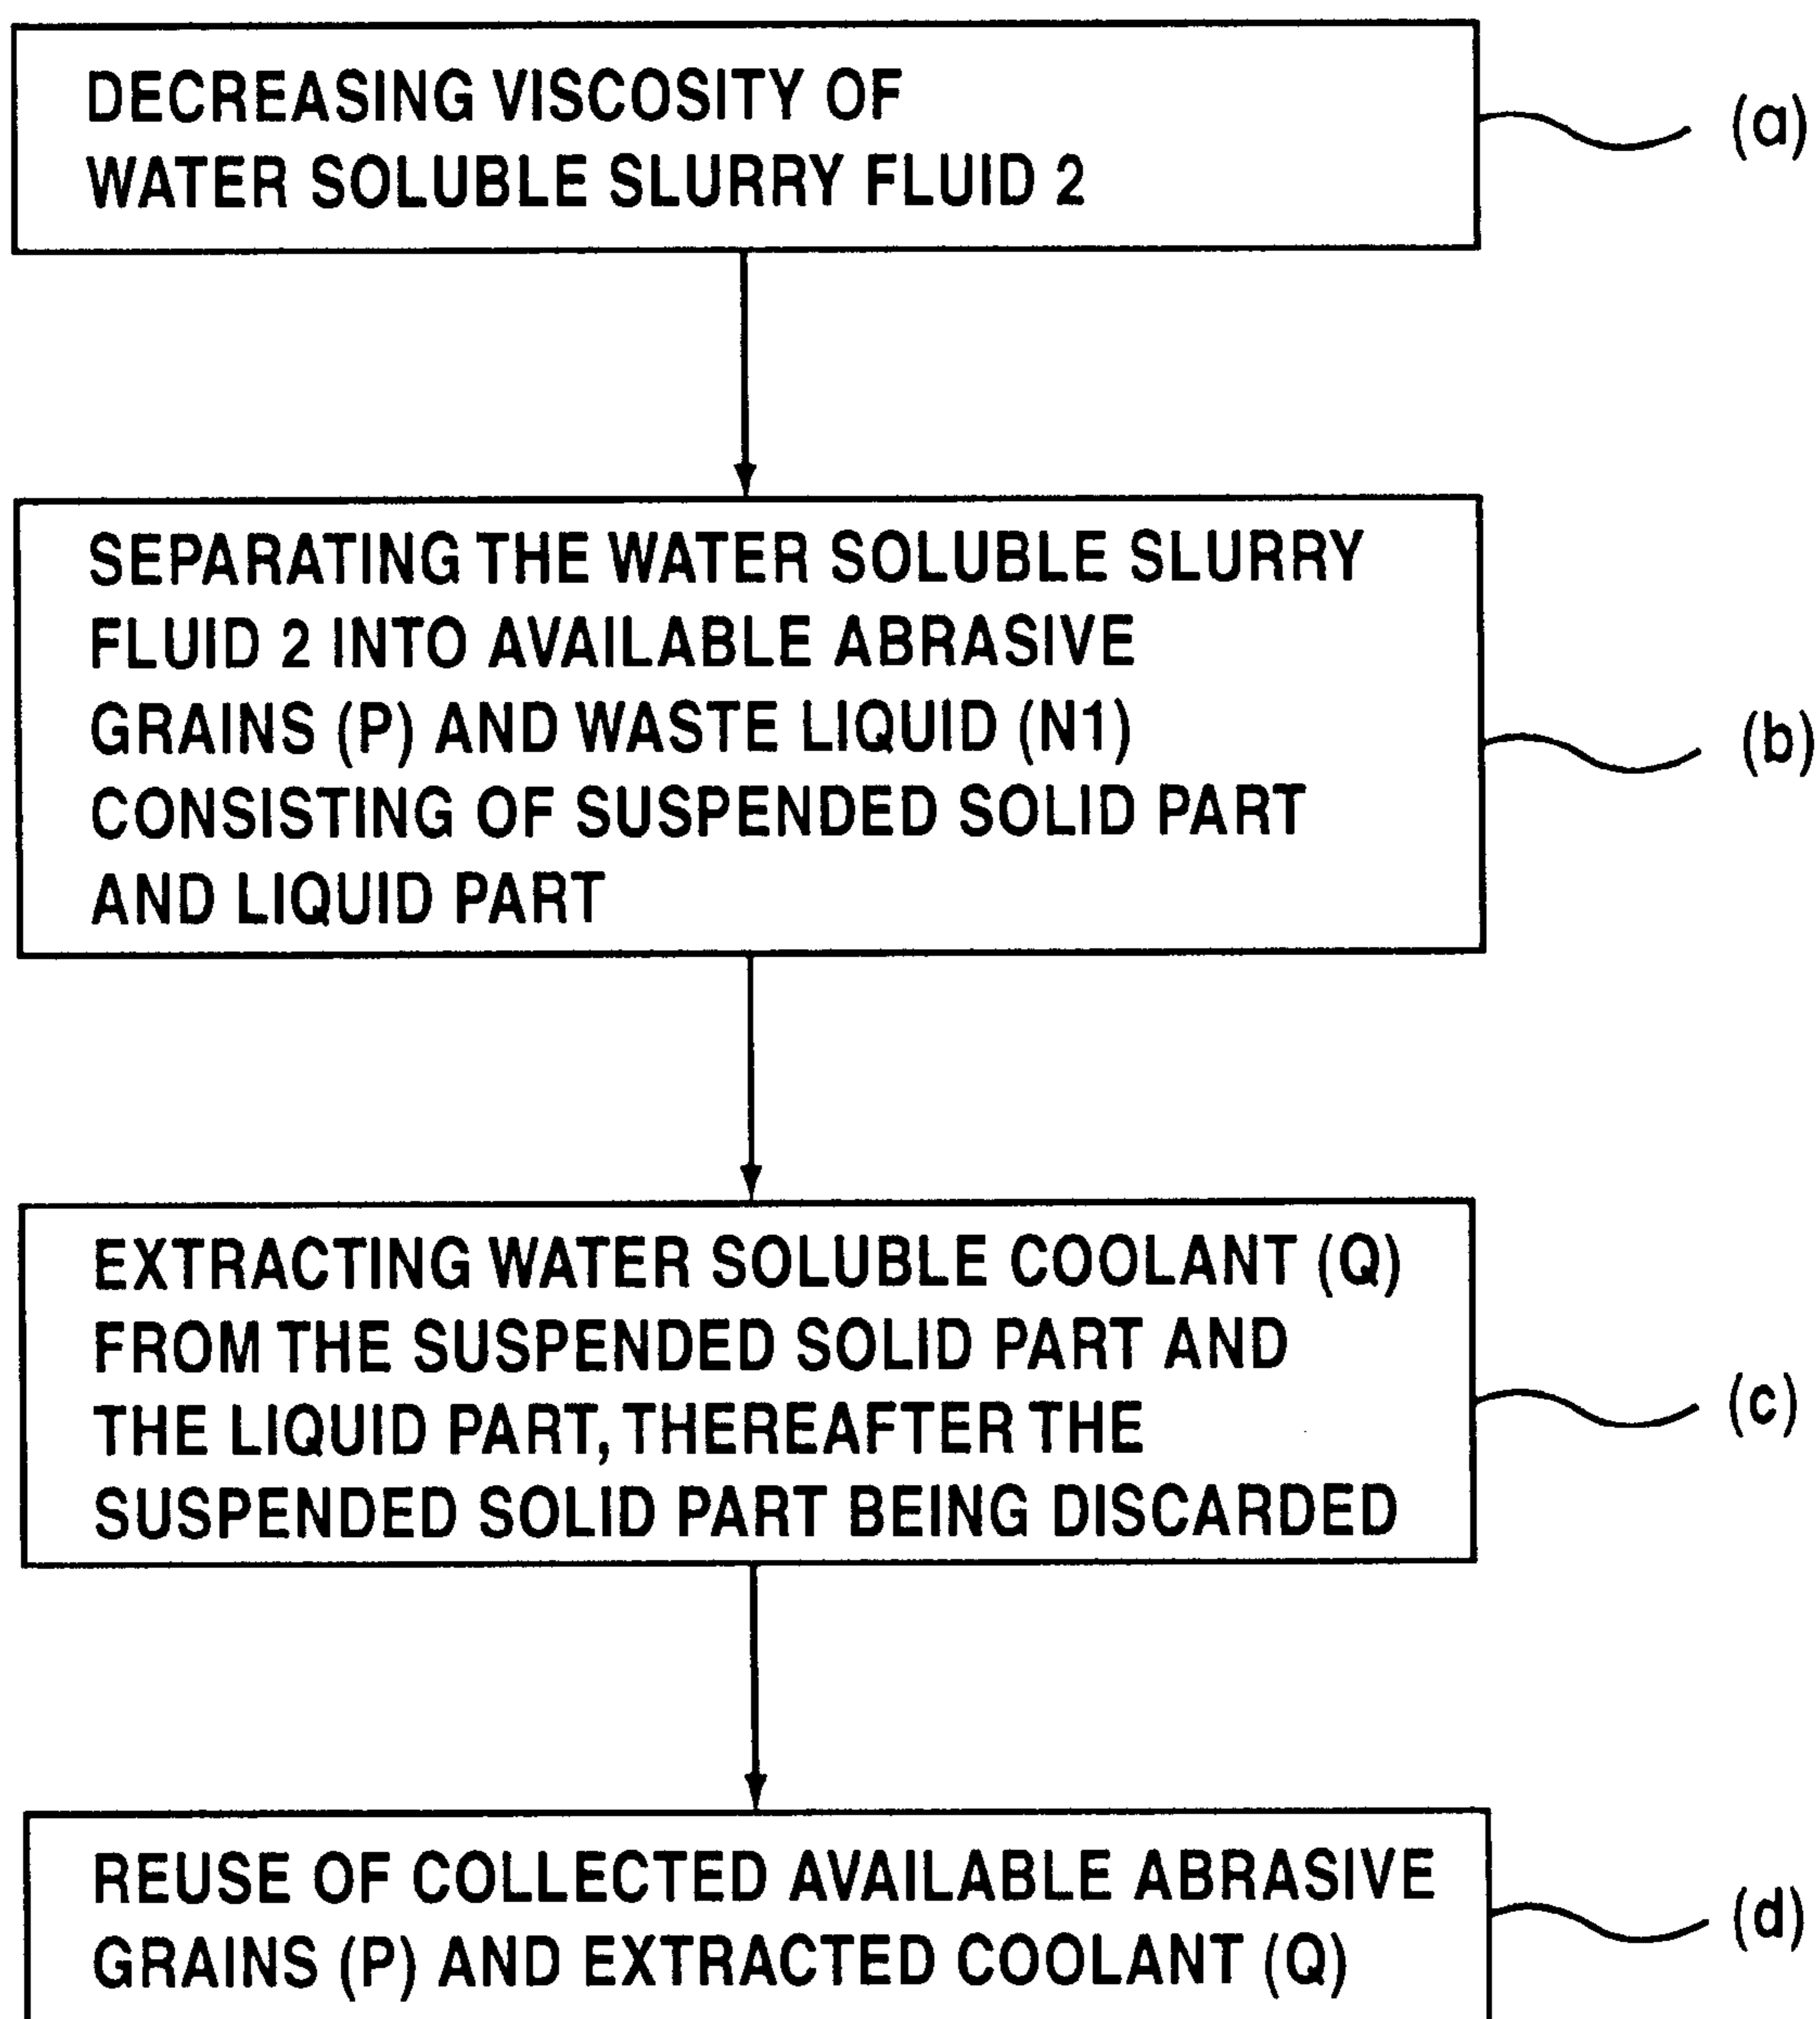 DECREASING VISCOSITY OF
WATER SOLUBLE SLURRY FLUID 2
(a)
SEPARATING THE WATER SOLUBLE SLURRY
FLUID 2 INTO AVAILABLE ABRASIVE
GRAINS (P) AND WASTE LIQUID (N1)
CONSISTING OF SUSPENDED SOLID PART
AND LIQUID PART
(b)
EXTRACTING WATER SOLUBLE COOLANT (Q)
FROM THE SUSPENDED SOLID PART AND
THE LIQUID PART, THEREAFTER THE
SUSPENDED SOLID PART BEING DISCARDED
(c)
REUSE OF COLLECTED AVAILABLE ABRASIVE
GRAINS (P) AND EXTRACTED COOLANT (Q)
(d)